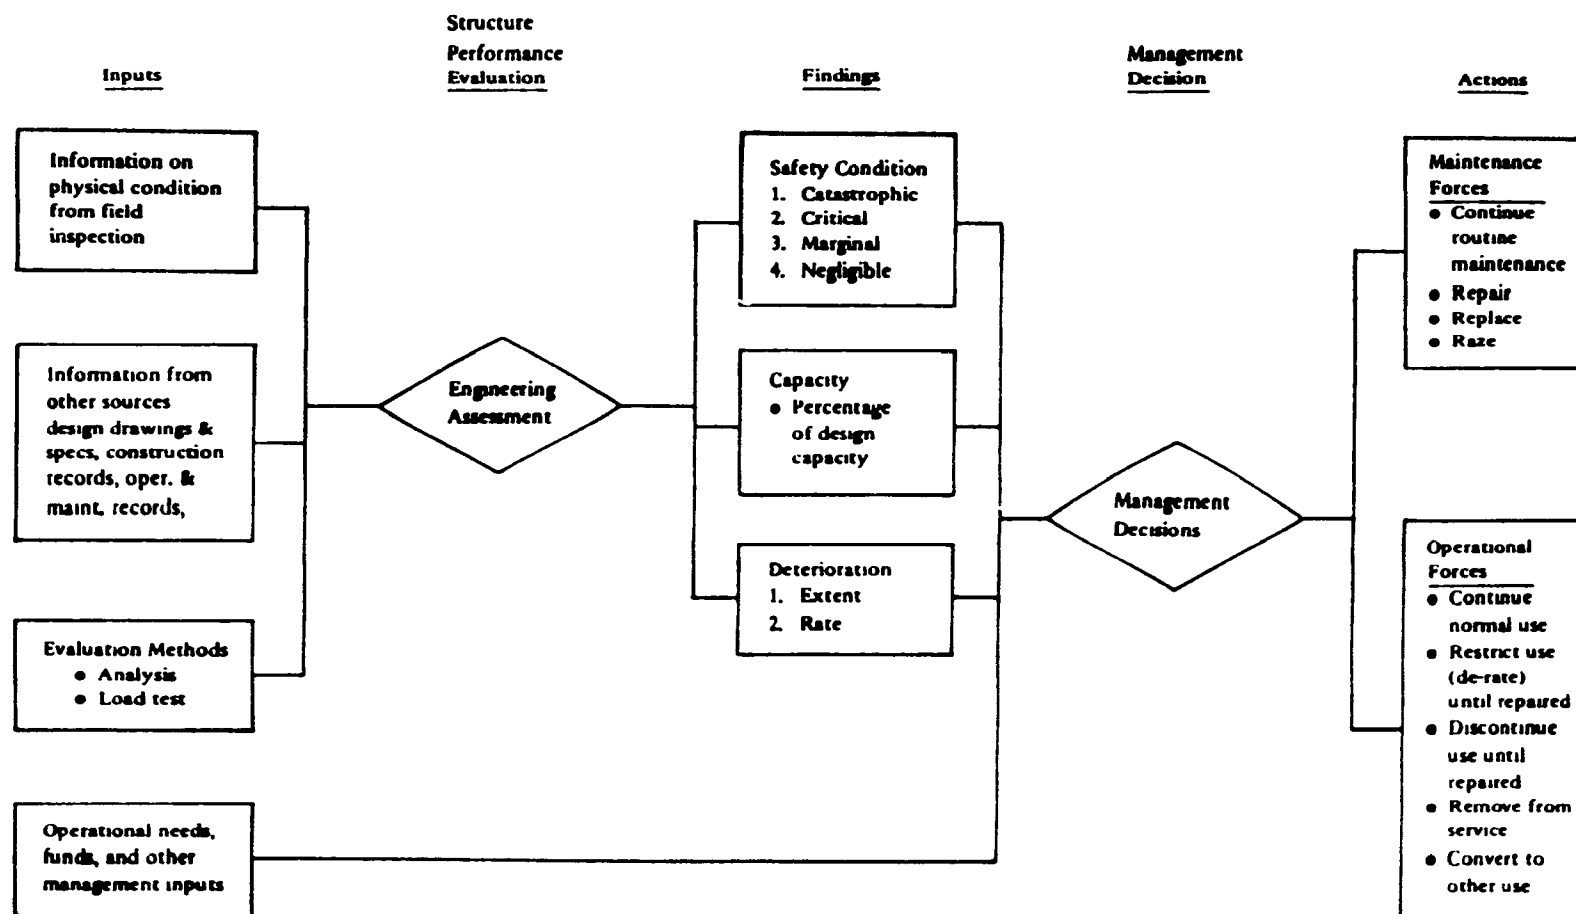 Inputs
Structure
Performance
Evaluation
Findings
Management
Decision
Actions
Information on
physical condition
from field
inspection
Information from
other sources
design drawings &
specs, construction
records, oper. &
maint. records,
Evaluation Methods
● Analysis
● Load test
Operational needs,
funds, and other
management inputs
Engineering
Assessment
Safety Condition
1. Catastrophic
2. Critical
3. Marginal
4. Negligible
Capacity
● Percentage
of design
capacity
Deterioration
1. Extent
2. Rate
Management
Decisions
Maintenance
Forces
● Continue
routine
maintenance
● Repair
● Replace
● Raze
Operational
Forces
● Continue
normal use
● Restrict use
(de-rate)
until repaired
● Discontinue
use until
repaired
● Remove from
service
● Convert to
other use